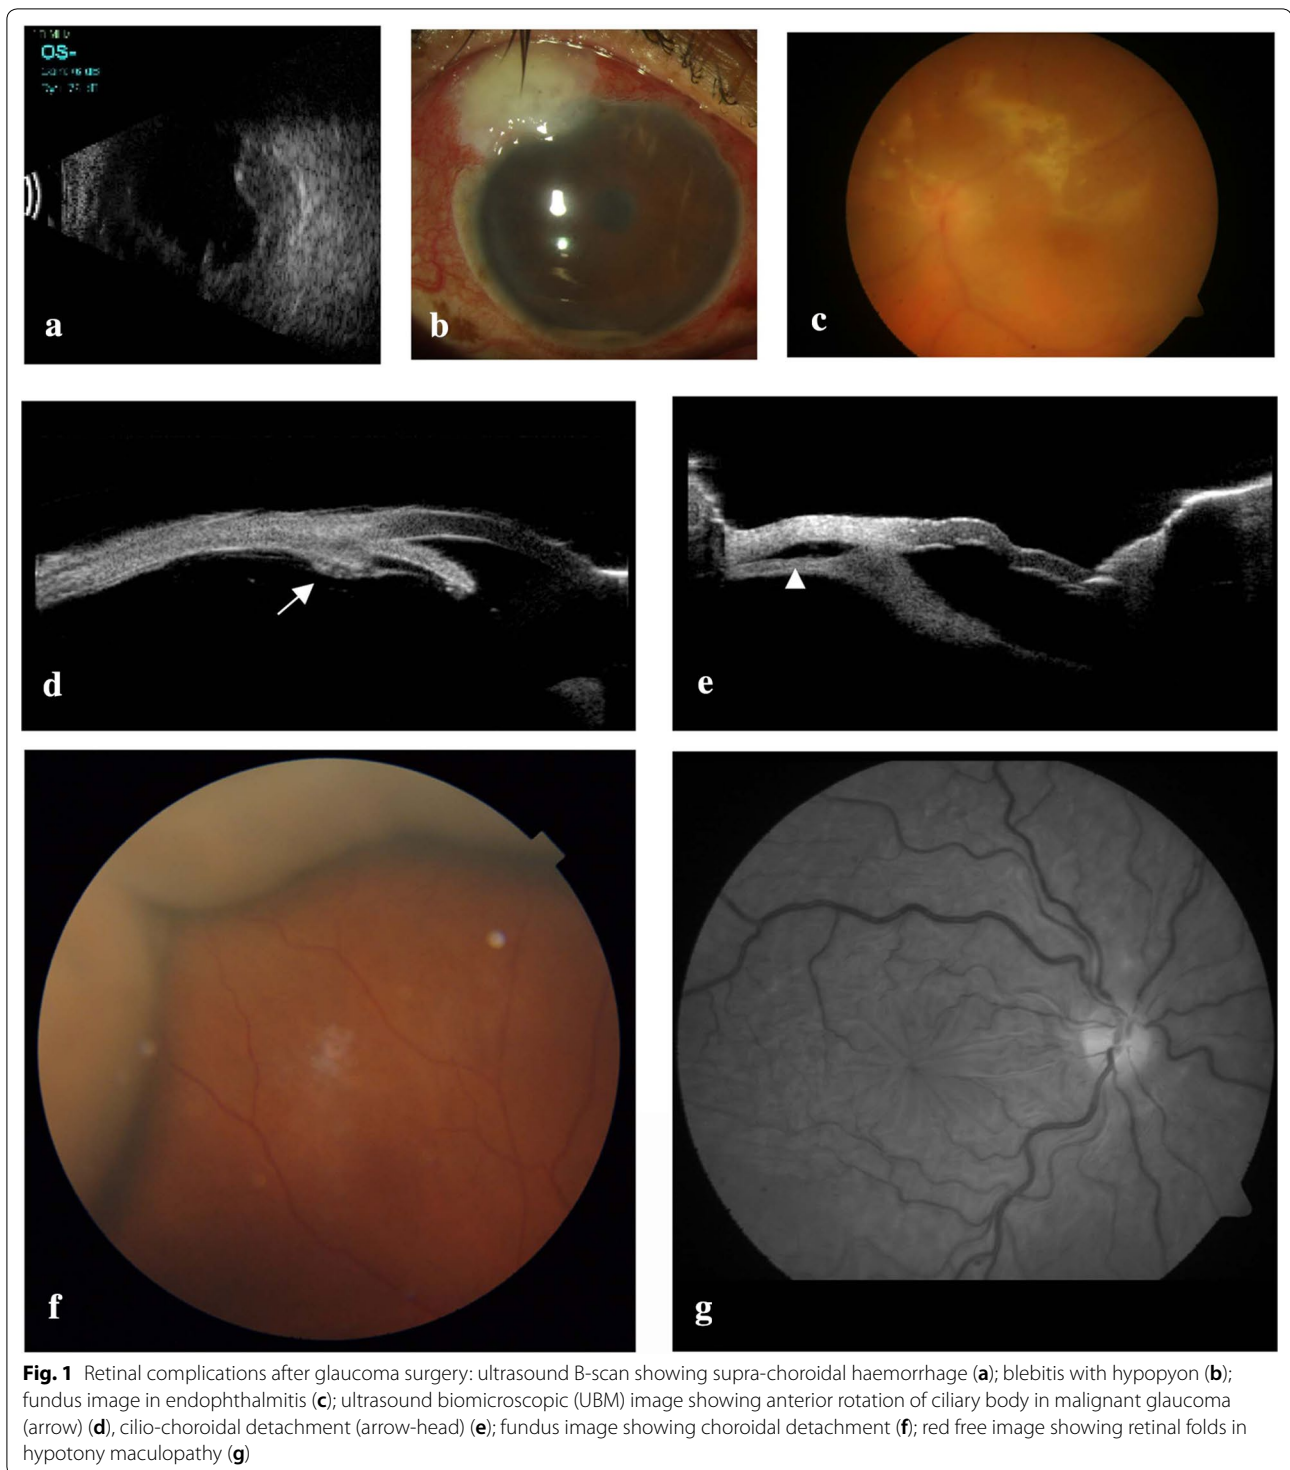 OS-
a
b
c
d
e
f
g
Fig. 1 Retinal complications after glaucoma surgery: ultrasound B-scan showing supra-choroidal haemorrhage (a); blebitis with hypopyon (b);
fundus image in endophthalmitis (c); ultrasound biomicroscopic (UBM) image showing anterior rotation of ciliary body in malignant glaucoma
(arrow) (d), cilio-choroidal detachment (arrow-head) (e); fundus image showing choroidal detachment (f); red free image showing retinal folds in
hypotony maculopathy (g)